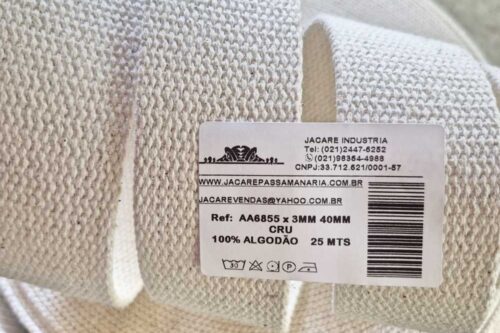 JACARE INDUSTRIA
Tel: (021)2447-6252
(021)98354-4988
CNPJ:33.712.621/0001-57
WWW.JACAREPASSAMANARIA.COM.BR
JACAREVENDAS@YAHOO.COM.BR
Ref: AA6855 x 3MM 40MM
CRU
100% ALGODÃO 25 MTS